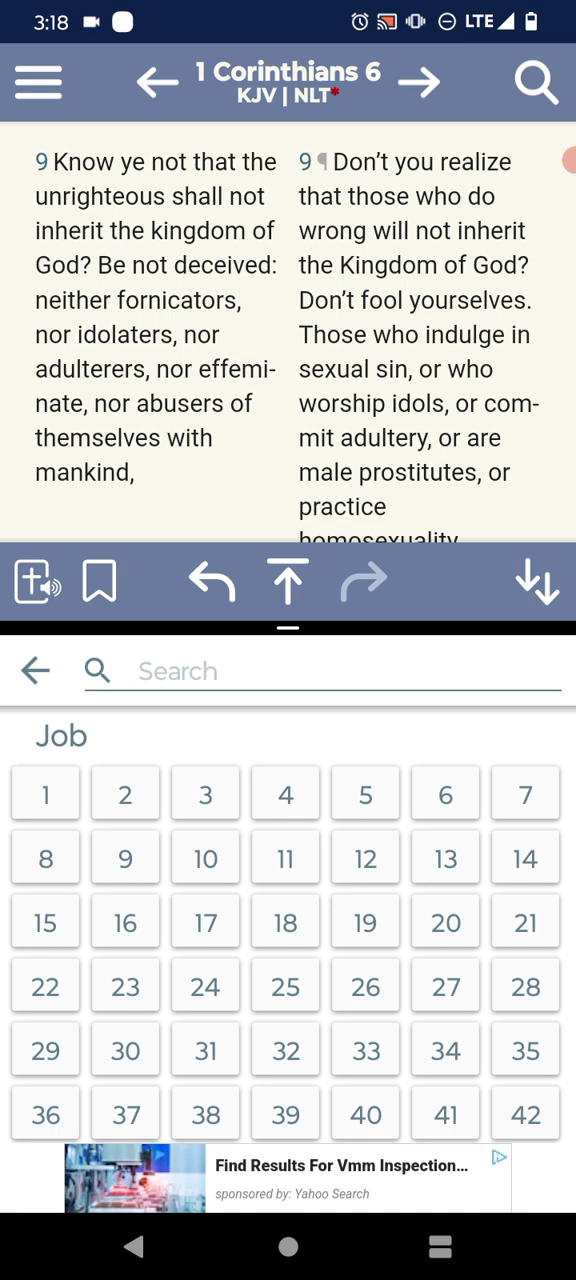 3:18 LTE
1 Corinthians 6
KJV | NLT*
9 Know ye not that the
unrighteous shall not
inherit the kingdom of
God? Be not deceived:
neither fornicators,
nor idolaters, nor
adulterers, nor effemi-
nate, nor abusers of
themselves with
mankind,
9 ¶ Don’t you realize
that those who do
wrong will not inherit
the Kingdom of God?
Don’t fool yourselves.
Those who indulge in
sexual sin, or who
worship idols, or com-
mit adultery, or are
male prostitutes, or
practice
homosexuality
Search
Job
1 2 3 4 5 6 7
8 9 10 11 12 13 14
15 16 17 18 19 20 21
22 23 24 25 26 27 28
29 30 31 32 33 34 35
36 37 38 39 40 41 42
Find Results For Vmm Inspection...
sponsored by: Yahoo Search